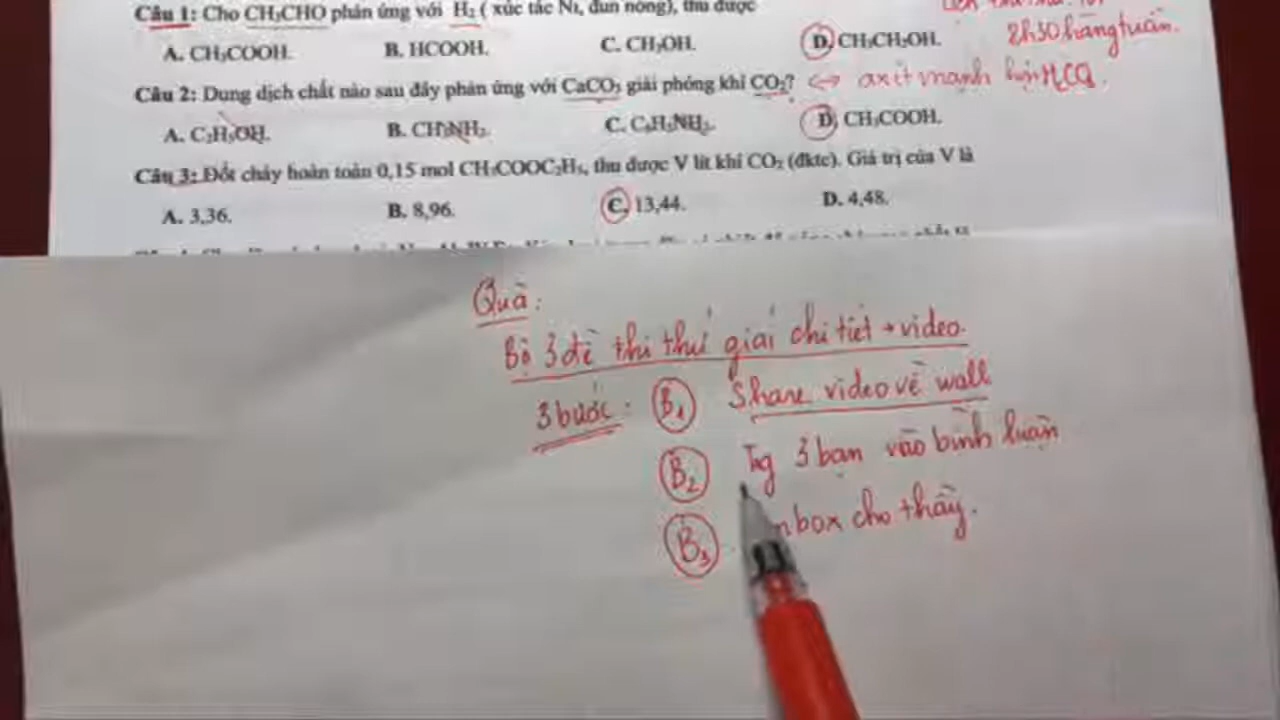 Câu 1: Cho CH₃CHO phản ứng với H₂ ( xúc tác Ni, đun nóng), thu được
A. CH₃COOH. B. HCOOH. C. CH₃OH. D. CH₃CH₂OH.
2h30 hàng tuần.
Câu 2: Dung dịch chất nào sau đây phản ứng với CaCO₃ giải phóng khí CO₂? ↔ axit mạnh hơn H₂CO₃.
A. C₂H₅OH. B. CH₃NH₂. C. C₆H₅NH₂. D. CH₃COOH.
Câu 3: Đốt cháy hoàn toàn 0,15 mol CH₃COOC₂H₅, thu được V lít khí CO₂ (đktc). Giá trị của V là
A. 3,36. B. 8,96. C. 13,44. D. 4,48.
Quà:
Bộ 3 đề thi thử giải chi tiết + video.
3 bước: B1 Share video về wall
B2 Tag 3 bạn vào bình luận
B3 nbox cho thầy.